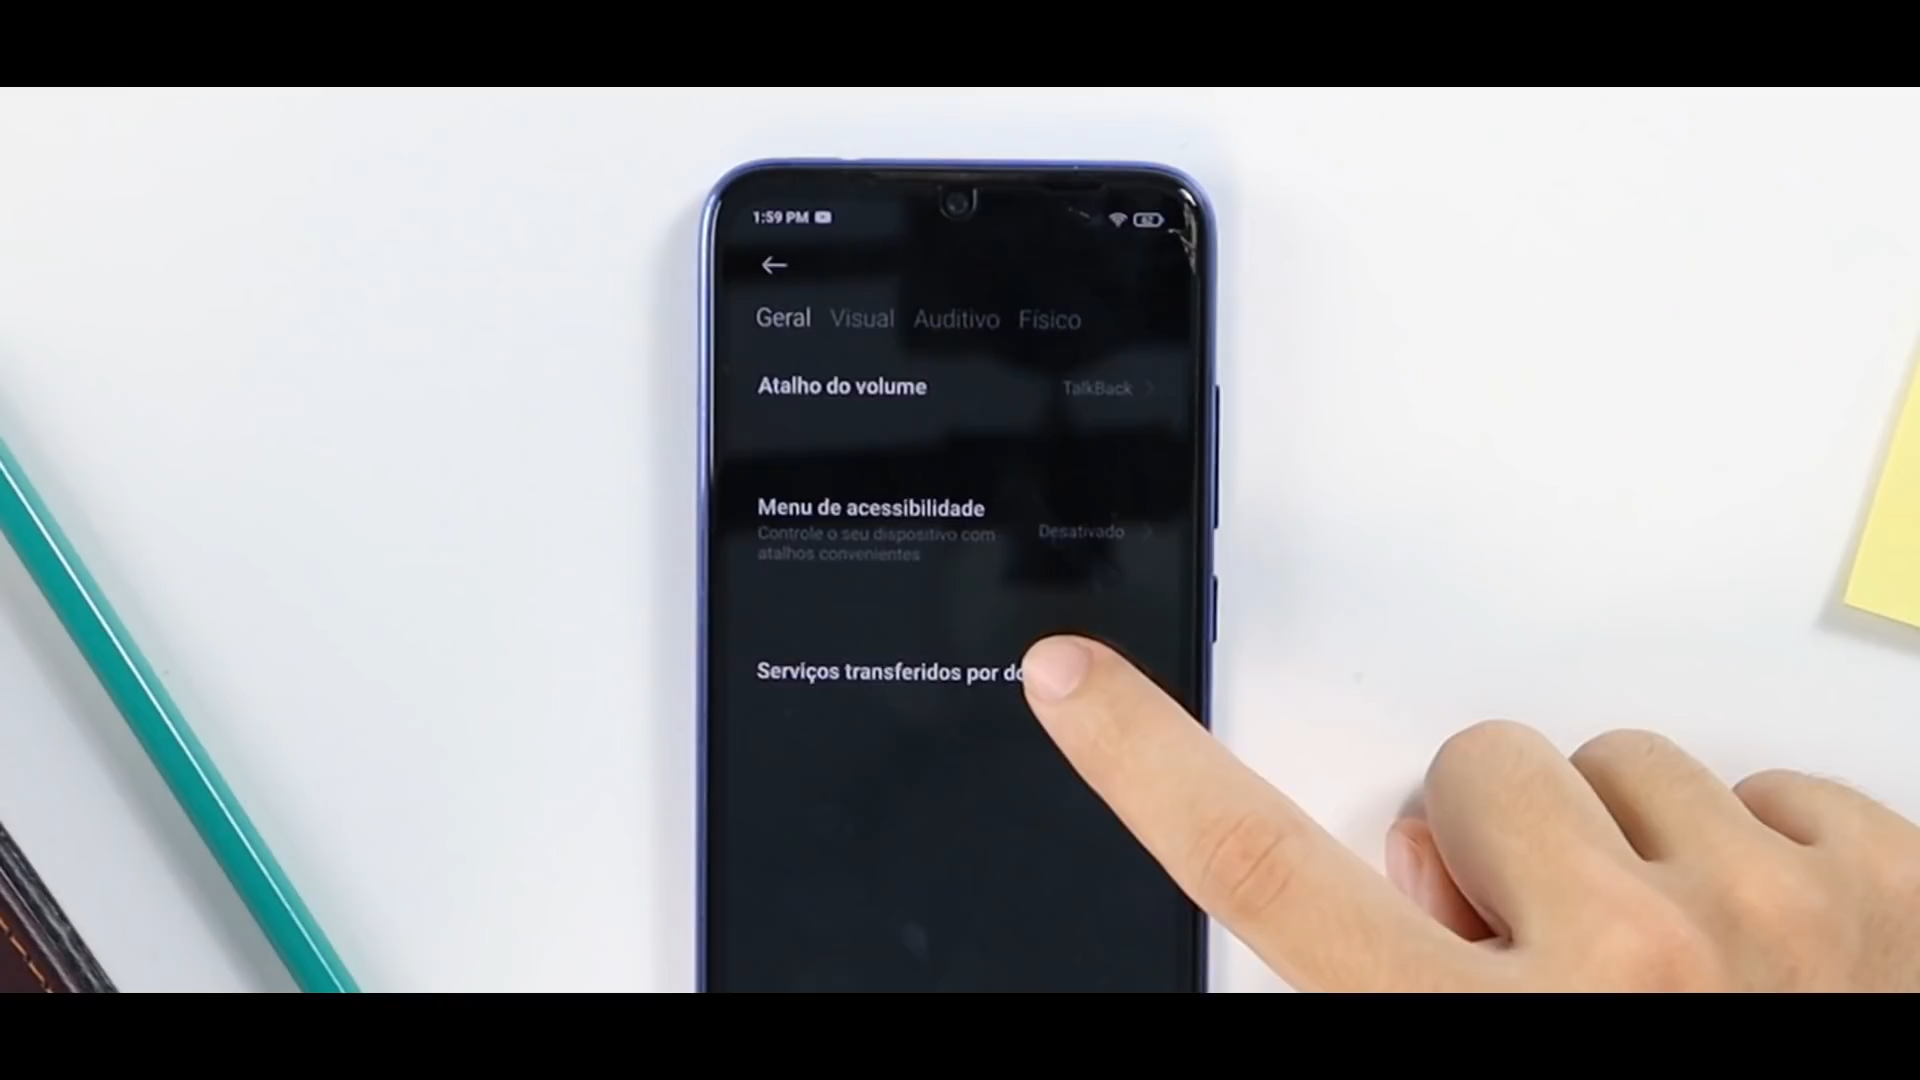 1:59 PM
62
Geral Visual Auditivo Físico
Atalho do volume TalkBack
Menu de acessibilidade
Controle o seu dispositivo com
atalhos convenientes
Desativado
Serviços transferidos por do